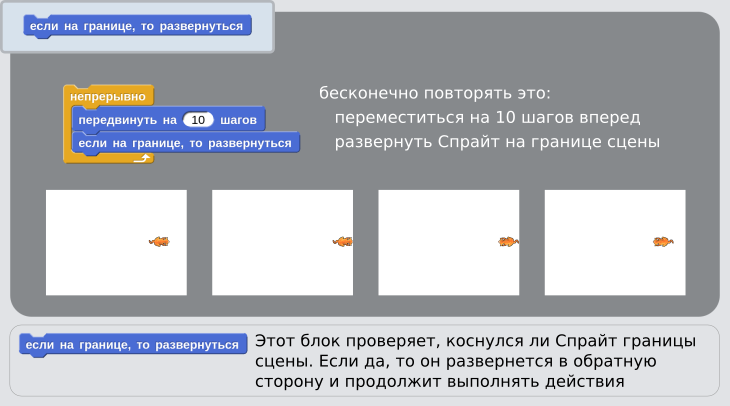 если на границе, то развернуться
непрерывно
передвинуть на 10 шагов
если на границе, то развернуться
бесконечно повторять это:
переместиться на 10 шагов вперед
развернуть Спрайт на границе сцены
если на границе, то развернуться
Этот блок проверяет, коснулся ли Спрайт границы
сцены. Если да, то он развернется в обратную
сторону и продолжит выполнять действия